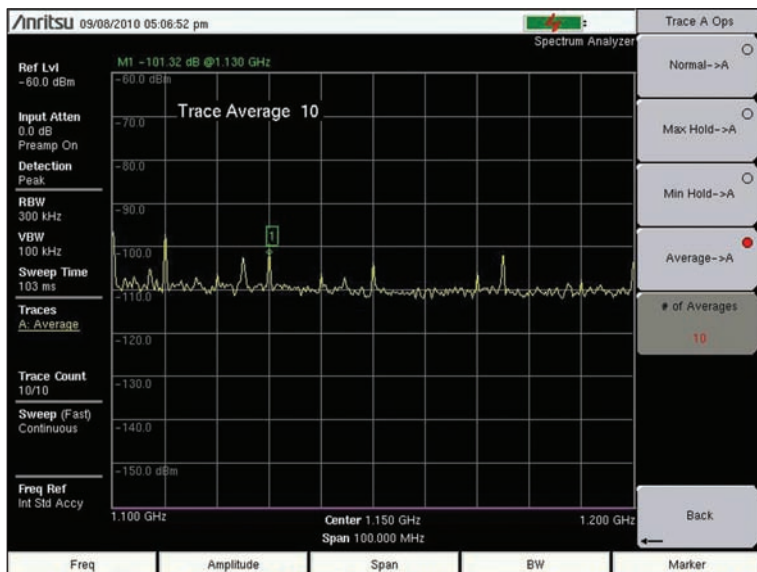 Anritsu 09/08/2010 05:06:52 pm
Spectrum Analyzer
Trace A Ops
Ref Lvl
-60.0 dBm
Input Atten
0.0 dB
Preamp On
Detection
Peak
RBW
300 kHz
VBW
100 kHz
Sweep Time
103 ms
Traces
A: Average
Trace Count
10/10
Sweep (Fast)
Continuous
Freq Ref
Int Std Accy
M1 -101.32 dB @1.130 GHz
-60.0 dBm
Trace Average 10
-70.0
-80.0
-90.0
1
-100.0
-110.0
-120.0
-130.0
-140.0
-150.0 dBm
1.100 GHz
Center 1.150 GHz
1.200 GHz
Span 100.000 MHz
Normal->A
Max Hold->A
Min Hold->A
Average->A
# of Averages
10
Back
Freq
Amplitude
Span
BW
Marker